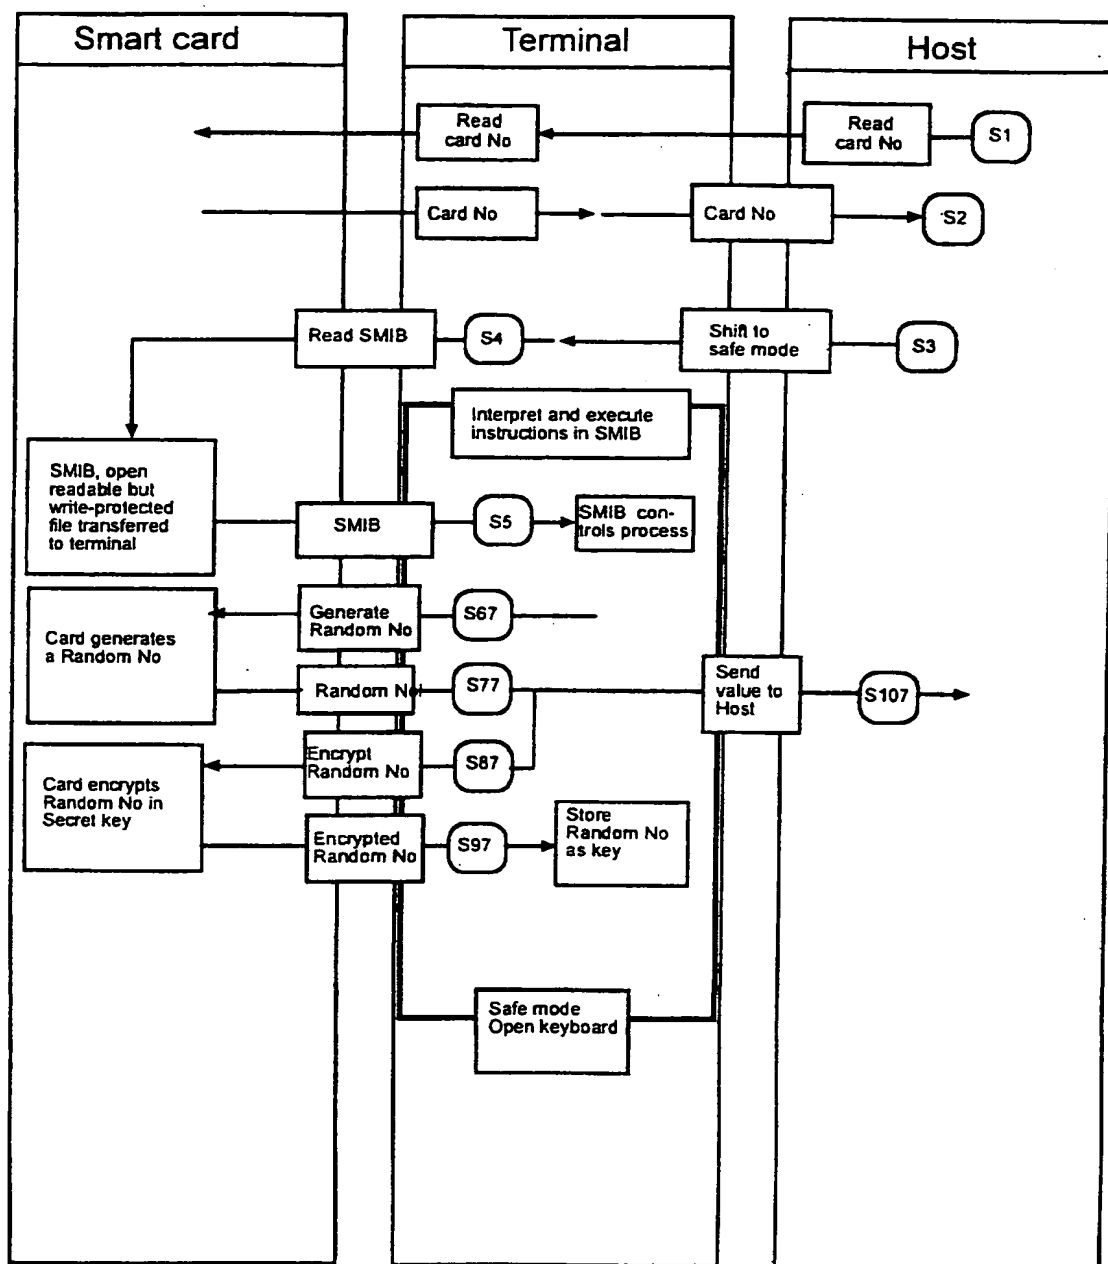 Smart card
Terminal
Host
Read
card No
Read
card No
S1
Card No
Card No
S2
Read SMIB
S4
Shift to
safe mode
S3
Interpret and execute
instructions in SMIB
SMIB, open
readable but
write-protected
file transferred
to terminal
SMIB
S5
SMIB con-
trols process
Generate
Random No
S67
Card generates
a Random No
Random No
S77
Send
value to
Host
S107
Encrypt
Random No
S87
Card encrypts
Random No in
Secret key
Encrypted
Random No
S97
Store
Random No
as key
Safe mode
Open keyboard